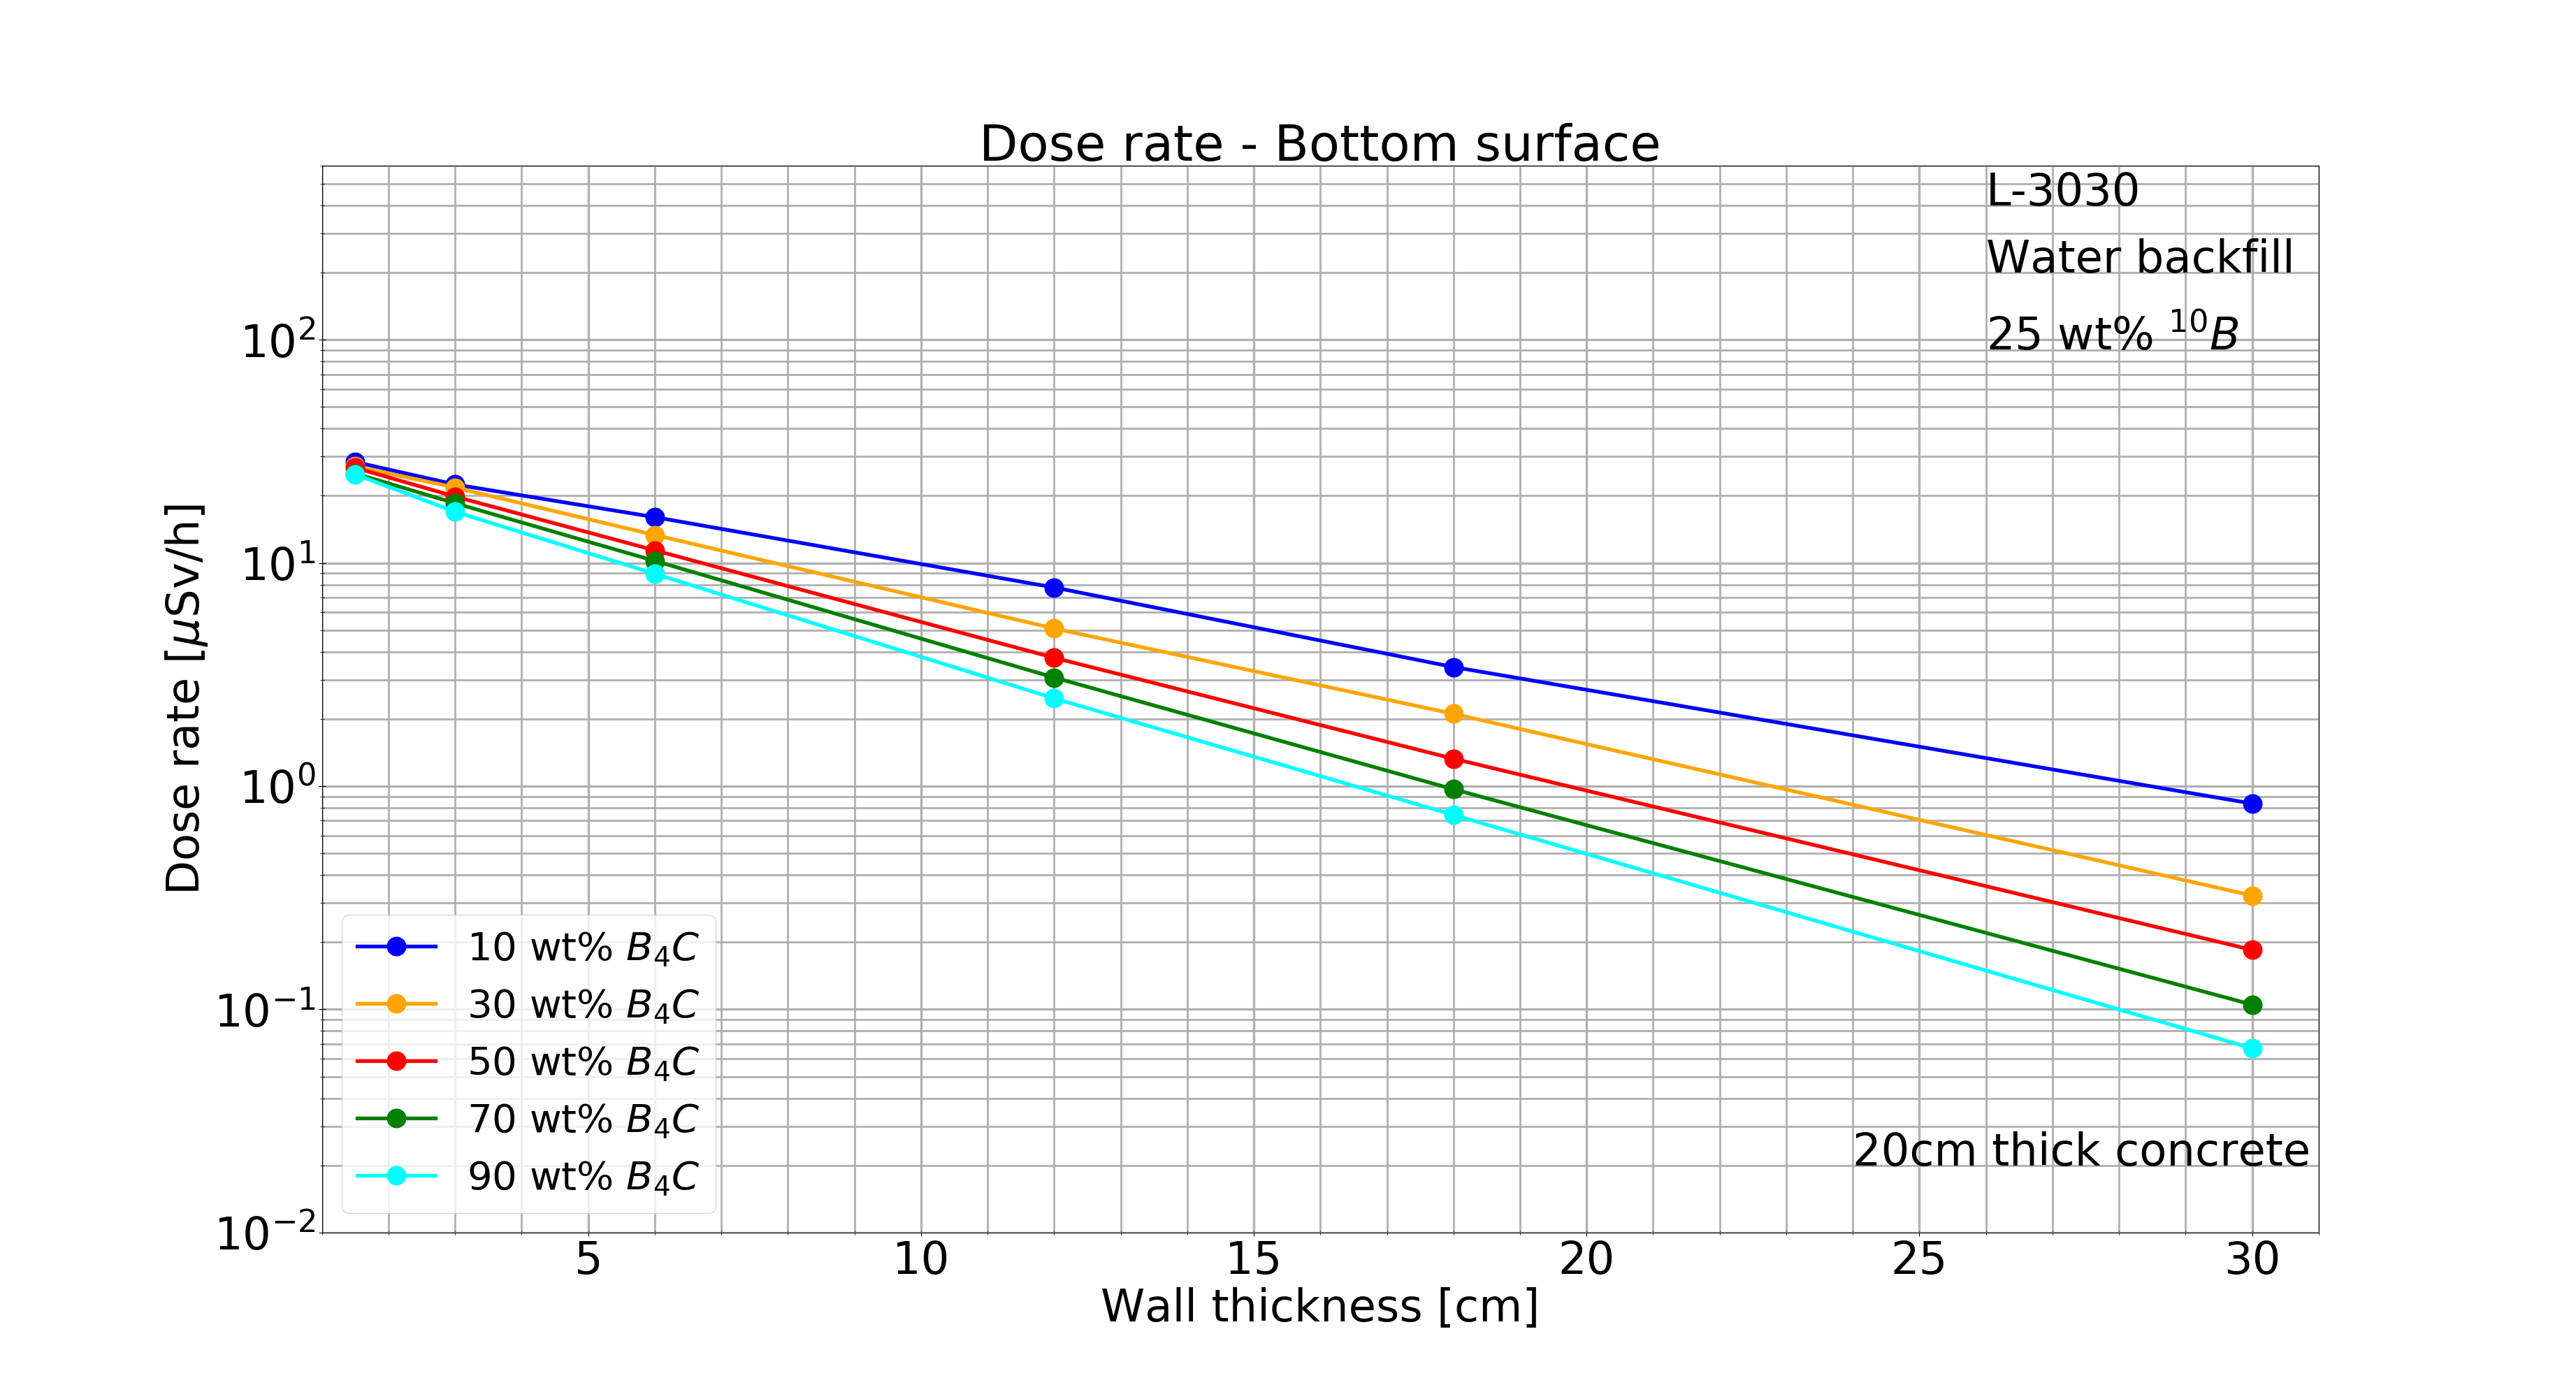 Dose rate - Bottom surface
L-3030
Water backfill
25 wt% ¹⁰B
10²
10¹
10⁰
10⁻¹
10⁻²
Dose rate [μSv/h]
10 wt% B₄C
30 wt% B₄C
50 wt% B₄C
70 wt% B₄C
90 wt% B₄C
20cm thick concrete
5 10 15 20 25 30
Wall thickness [cm]